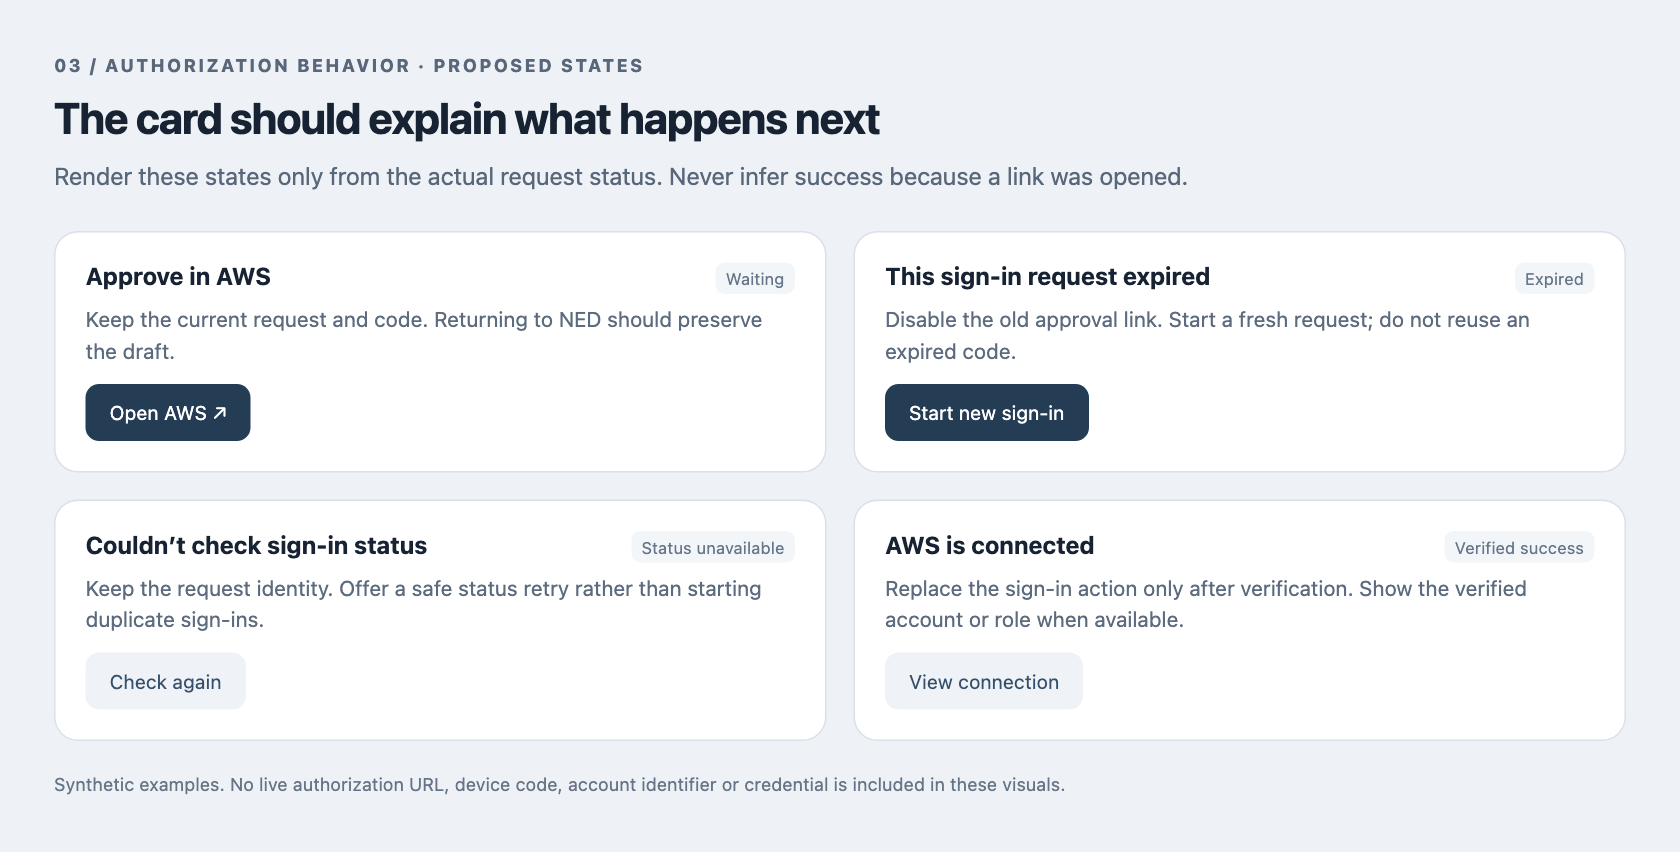 03 / AUTHORIZATION BEHAVIOR · PROPOSED STATES
The card should explain what happens next
Render these states only from the actual request status. Never infer success because a link was opened.
Approve in AWS
Waiting
Keep the current request and code. Returning to NED should preserve
the draft.
Open AWS ↗
This sign-in request expired
Expired
Disable the old approval link. Start a fresh request; do not reuse an
expired code.
Start new sign-in
Couldn’t check sign-in status
Status unavailable
Keep the request identity. Offer a safe status retry rather than starting
duplicate sign-ins.
Check again
AWS is connected
Verified success
Replace the sign-in action only after verification. Show the verified
account or role when available.
View connection
Synthetic examples. No live authorization URL, device code, account identifier or credential is included in these visuals.